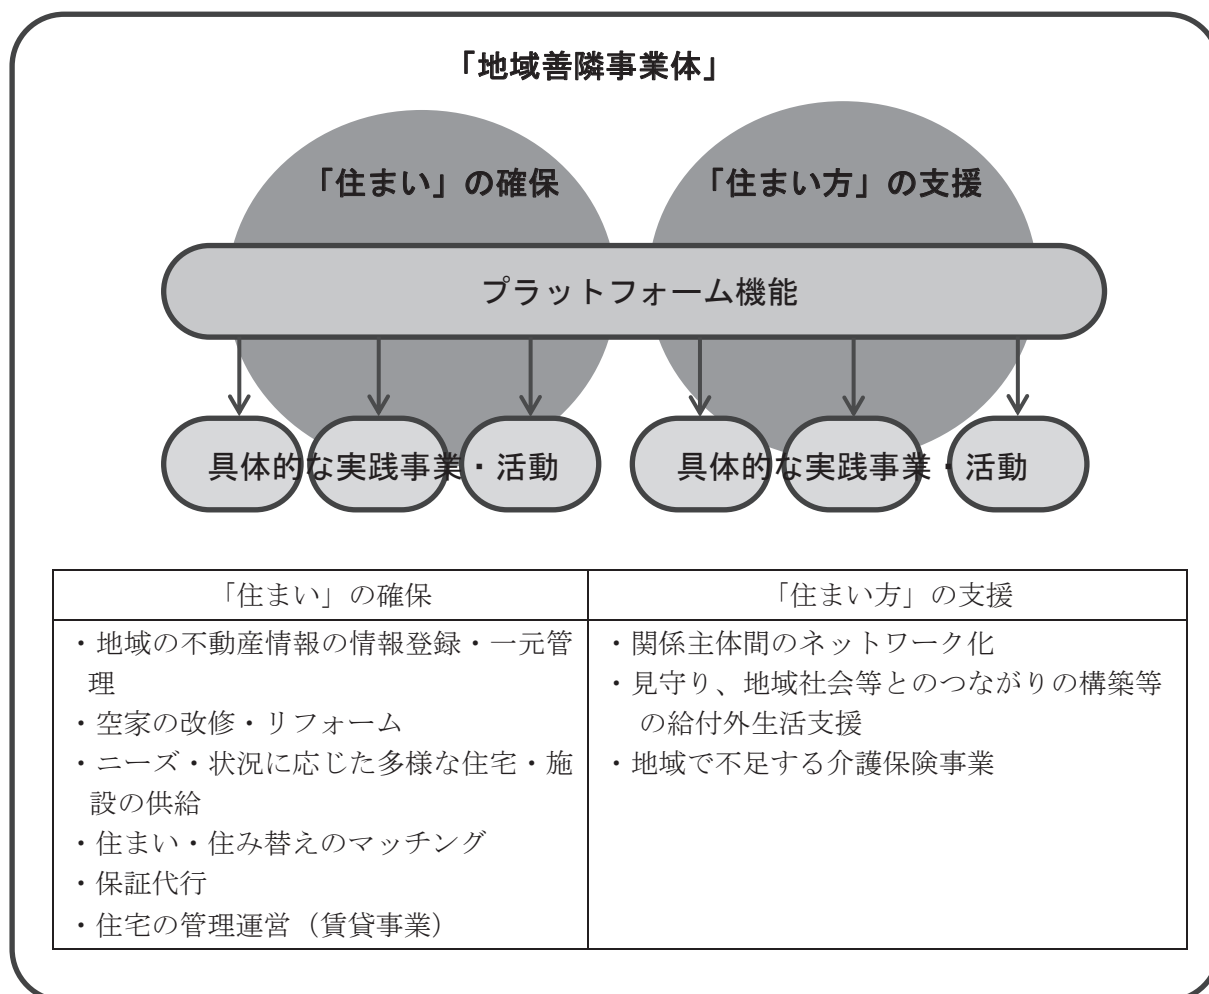 「地域善隣事業体」
「住まい」の確保
「住まい方」の支援
プラットフォーム機能
具体的な実践事業・活動
具体的な実践事業・活動
「住まい」の確保
・地域の不動産情報の情報登録・一元管
理
・空家の改修・リフォーム
・ニーズ・状況に応じた多様な住宅・施
設の供給
・住まい・住み替えのマッチング
・保証代行
・住宅の管理運営（賃貸事業）
「住まい方」の支援
・関係主体間のネットワーク化
・見守り、地域社会等とのつながりの構築等
の給付外生活支援
・地域で不足する介護保険事業